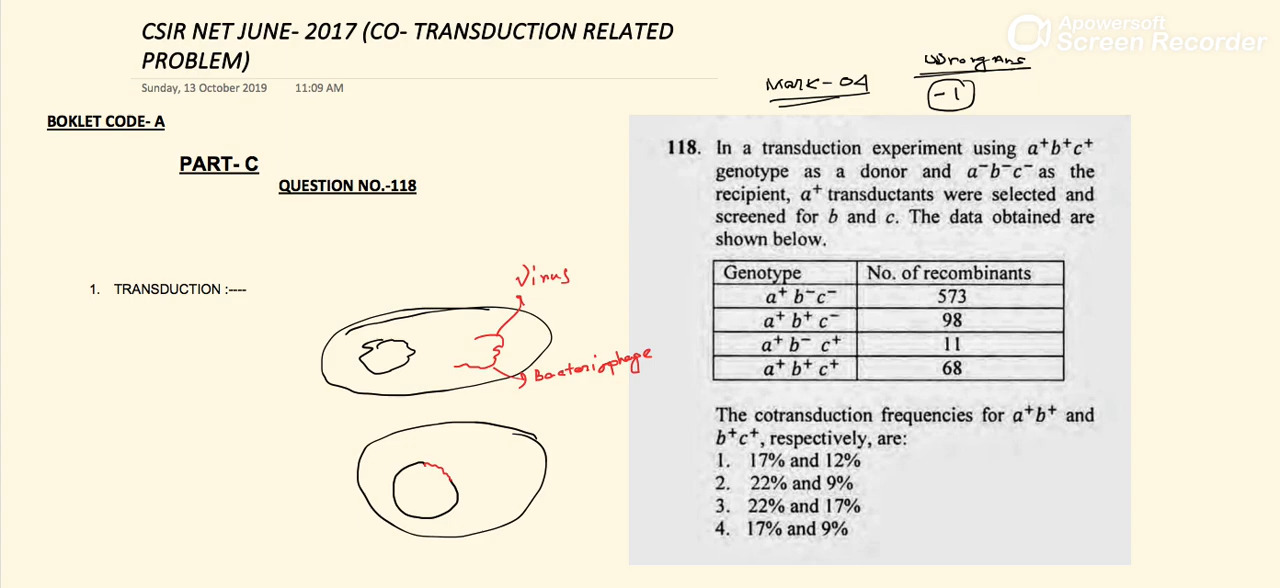 CSIR NET JUNE- 2017 (CO- TRANSDUCTION RELATED
PROBLEM)
Sunday, 13 October 2019 11:09 AM
Apowersoft
Screen Recorder
Mark - 04
Wrong Ans
-1
BOKLET CODE- A
PART- C
QUESTION NO.-118
1. TRANSDUCTION :----
Virus
Bacteriophage
118. In a transduction experiment using a⁺b⁺c⁺
genotype as a donor and a⁻b⁻c⁻ as the
recipient, a⁺ transductants were selected and
screened for b and c. The data obtained are
shown below.
Genotype No. of recombinants
a⁺ b⁻c⁻ 573
a⁺ b⁺ c⁻ 98
a⁺ b⁻ c⁺ 11
a⁺ b⁺ c⁺ 68
The cotransduction frequencies for a⁺b⁺ and
b⁺c⁺, respectively, are:
1. 17% and 12%
2. 22% and 9%
3. 22% and 17%
4. 17% and 9%